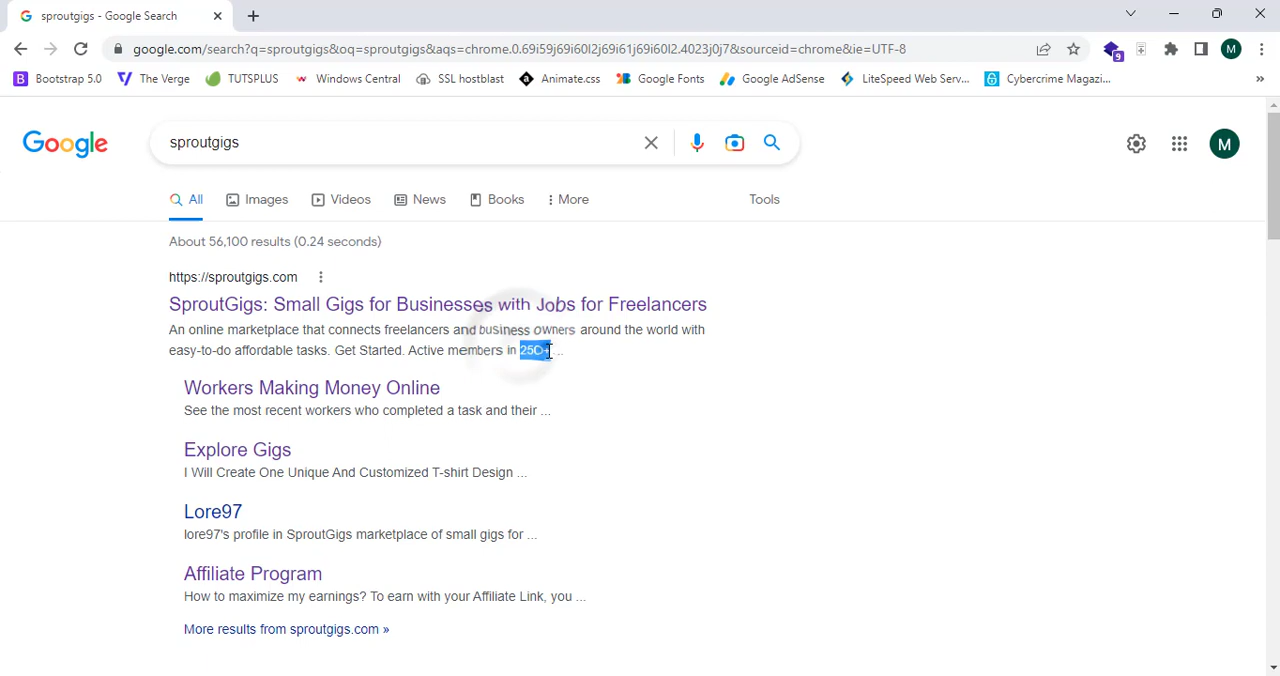 sproutgigs - Google Search
google.com/search?q=sproutgigs&oq=sproutgigs&aqs=chrome.0.69i59j69i60l2j69i61j69i60l2.4023j0j7&sourceid=chrome&ie=UTF-8
9
M
B Bootstrap 5.0 The Verge TUTSPLUS Windows Central SSL hostblast Animate.css Google Fonts Google AdSense LiteSpeed Web Serv... Cybercrime Magazi... »
Google
sproutgigs
M
All Images Videos News Books More Tools
About 56,100 results (0.24 seconds)
https://sproutgigs.com
SproutGigs: Small Gigs for Businesses with Jobs for Freelancers
An online marketplace that connects freelancers and business owners around the world with
easy-to-do affordable tasks. Get Started. Active members in ...
Workers Making Money Online
See the most recent workers who completed a task and their ...
Explore Gigs
I Will Create One Unique And Customized T-shirt Design ...
Lore97
lore97's profile in SproutGigs marketplace of small gigs for ...
Affiliate Program
How to maximize my earnings? To earn with your Affiliate Link, you ...
More results from sproutgigs.com »